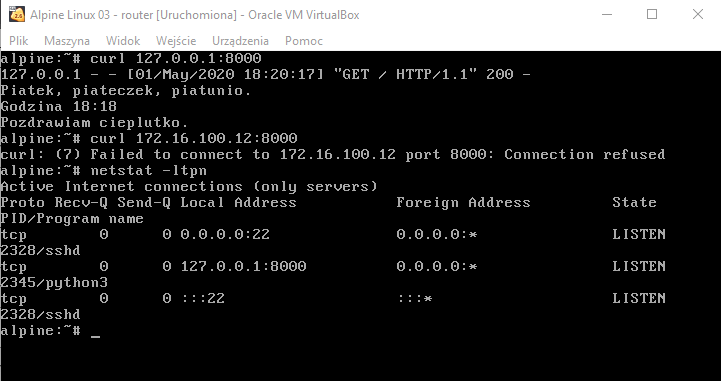 Alpine Linux 03 - router [Uruchomiona] - Oracle VM VirtualBox
Plik Maszyna Widok Wejście Urządzenia Pomoc
alpine:~# curl 127.0.0.1:8000
127.0.0.1 - - [01/May/2020 18:20:17] "GET / HTTP/1.1" 200 -
Piatek, piateczek, piatunio.
Godzina 18:18
Pozdrawiam cieplutko.
alpine:~# curl 172.16.100.12:8000
curl: (7) Failed to connect to 172.16.100.12 port 8000: Connection refused
alpine:~# netstat -ltpn
Active Internet connections (only servers)
Proto Recv-Q Send-Q Local Address Foreign Address State
PID/Program name
tcp 0 0 0.0.0.0:22 0.0.0.0:* LISTEN
2328/sshd
tcp 0 0 127.0.0.1:8000 0.0.0.0:* LISTEN
2345/python3
tcp 0 0 :::22 :::* LISTEN
2328/sshd
alpine:~# _